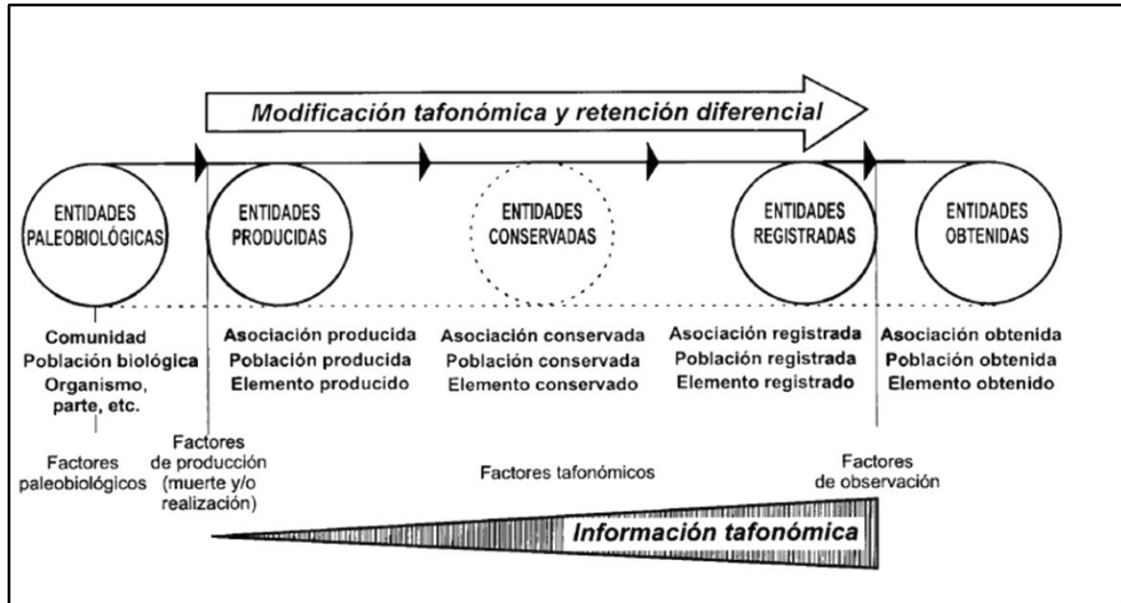 Modificación tafonómica y retención diferencial
ENTIDADES
PALEOBIOLÓGICAS
ENTIDADES
PRODUCIDAS
ENTIDADES
CONSERVADAS
ENTIDADES
REGISTRADAS
ENTIDADES
OBTENIDAS
Comunidad
Población biológica
Organismo,
parte, etc.
Asociación producida
Población producida
Elemento producido
Asociación conservada
Población conservada
Elemento conservado
Asociación registrada
Población registrada
Elemento registrado
Asociación obtenida
Población obtenida
Elemento obtenido
Factores
paleobiológicos
Factores
de producción
(muerte y/o
realización)
Factores tafonómicos
Factores
de observación
Información tafonómica